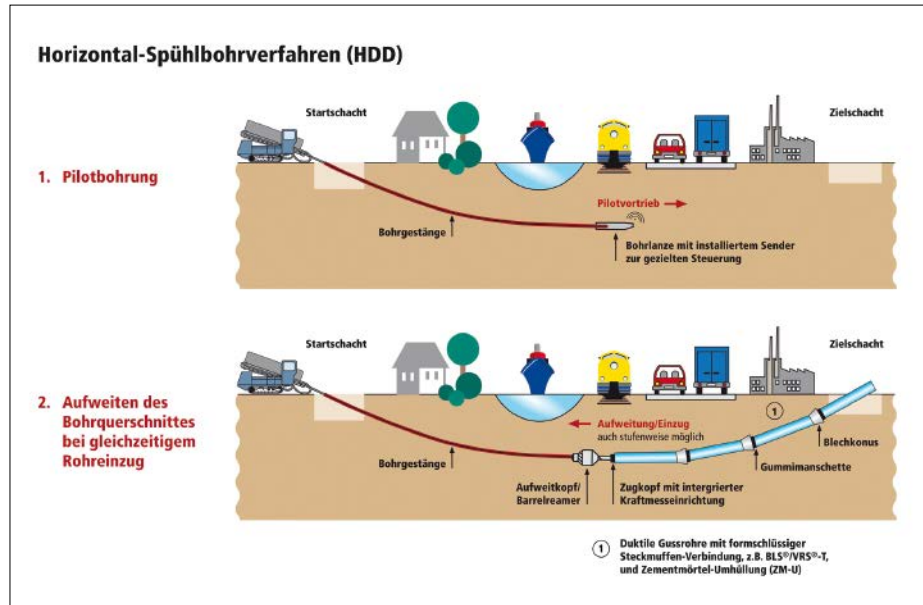 Horizontal-Spühlbohrverfahren (HDD)
Startschacht
Zielschacht
1. Pilotbohrung
Pilotvortrieb
Bohrgestänge
Bohrlanze mit installiertem Sender
zur gezielten Steuerung
Startschacht
Zielschacht
2. Aufweiten des
Bohrquerschnittes
bei gleichzeitigem
Rohreinzug
1
Aufweitung/Einzug
auch stufenweise möglich
Blechkonus
Bohrgestänge
Gummimanschette
Aufweitkopf/
Barrelreamer
Zugkopf mit intergrierter
Kraftmesseinrichtung
1 Duktile Gussrohre mit formschlüssiger
Steckmuffen-Verbindung, z.B. BLS®/VRS®-T,
und Zementmörtel-Umhüllung (ZM-U)